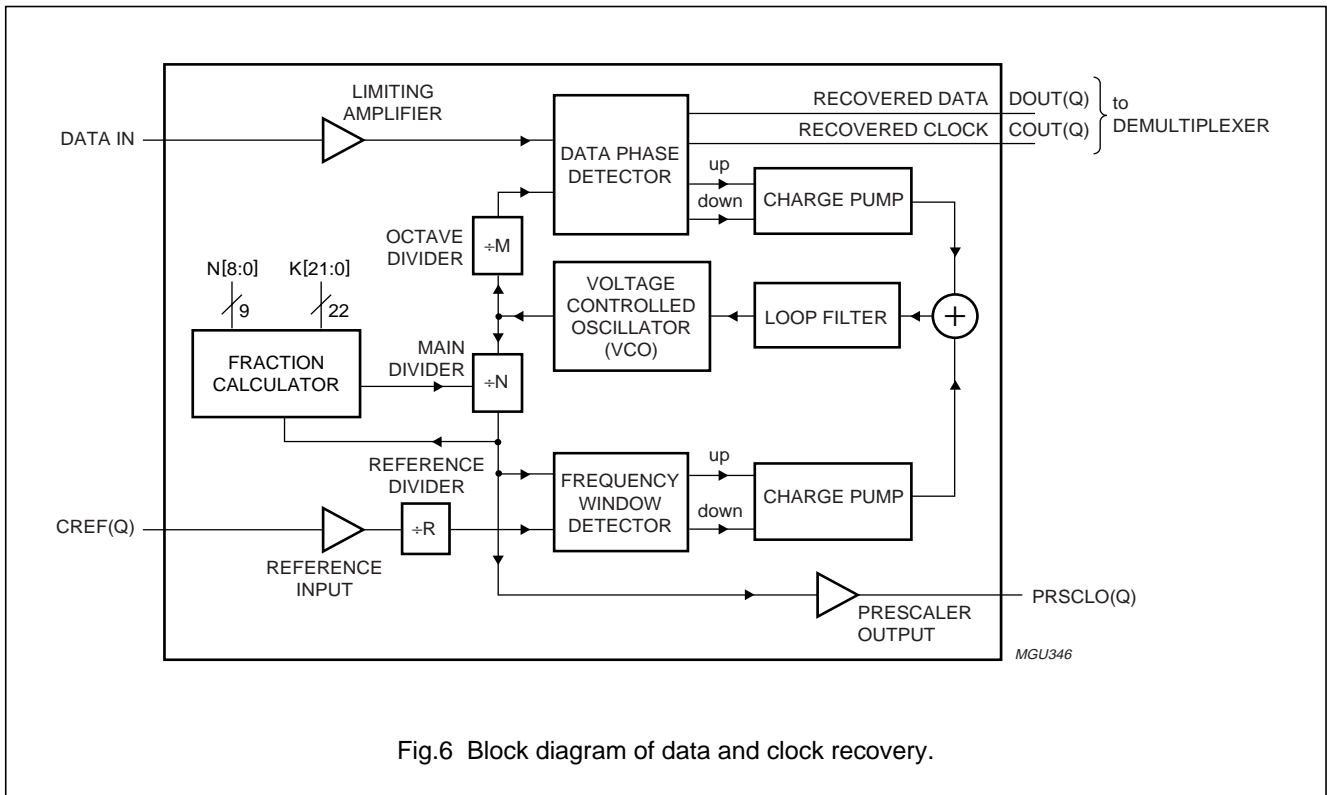 LIMITING
AMPLIFIER
DATA IN
DATA PHASE
DETECTOR
RECOVERED DATA
DOUT(Q)
RECOVERED CLOCK
COUT(Q)
to
DEMULTIPLEXER
up
down
CHARGE PUMP
OCTAVE
DIVIDER
÷M
N[8:0]
K[21:0]
9
22
FRACTION
CALCULATOR
MAIN
DIVIDER
÷N
VOLTAGE
CONTROLLED
OSCILLATOR
(VCO)
LOOP FILTER
+
REFERENCE
DIVIDER
÷R
CREF(Q)
REFERENCE
INPUT
FREQUENCY
WINDOW
DETECTOR
up
down
CHARGE PUMP
PRESCALER
OUTPUT
PRSCLO(Q)
MGU346
Fig.6 Block diagram of data and clock recovery.